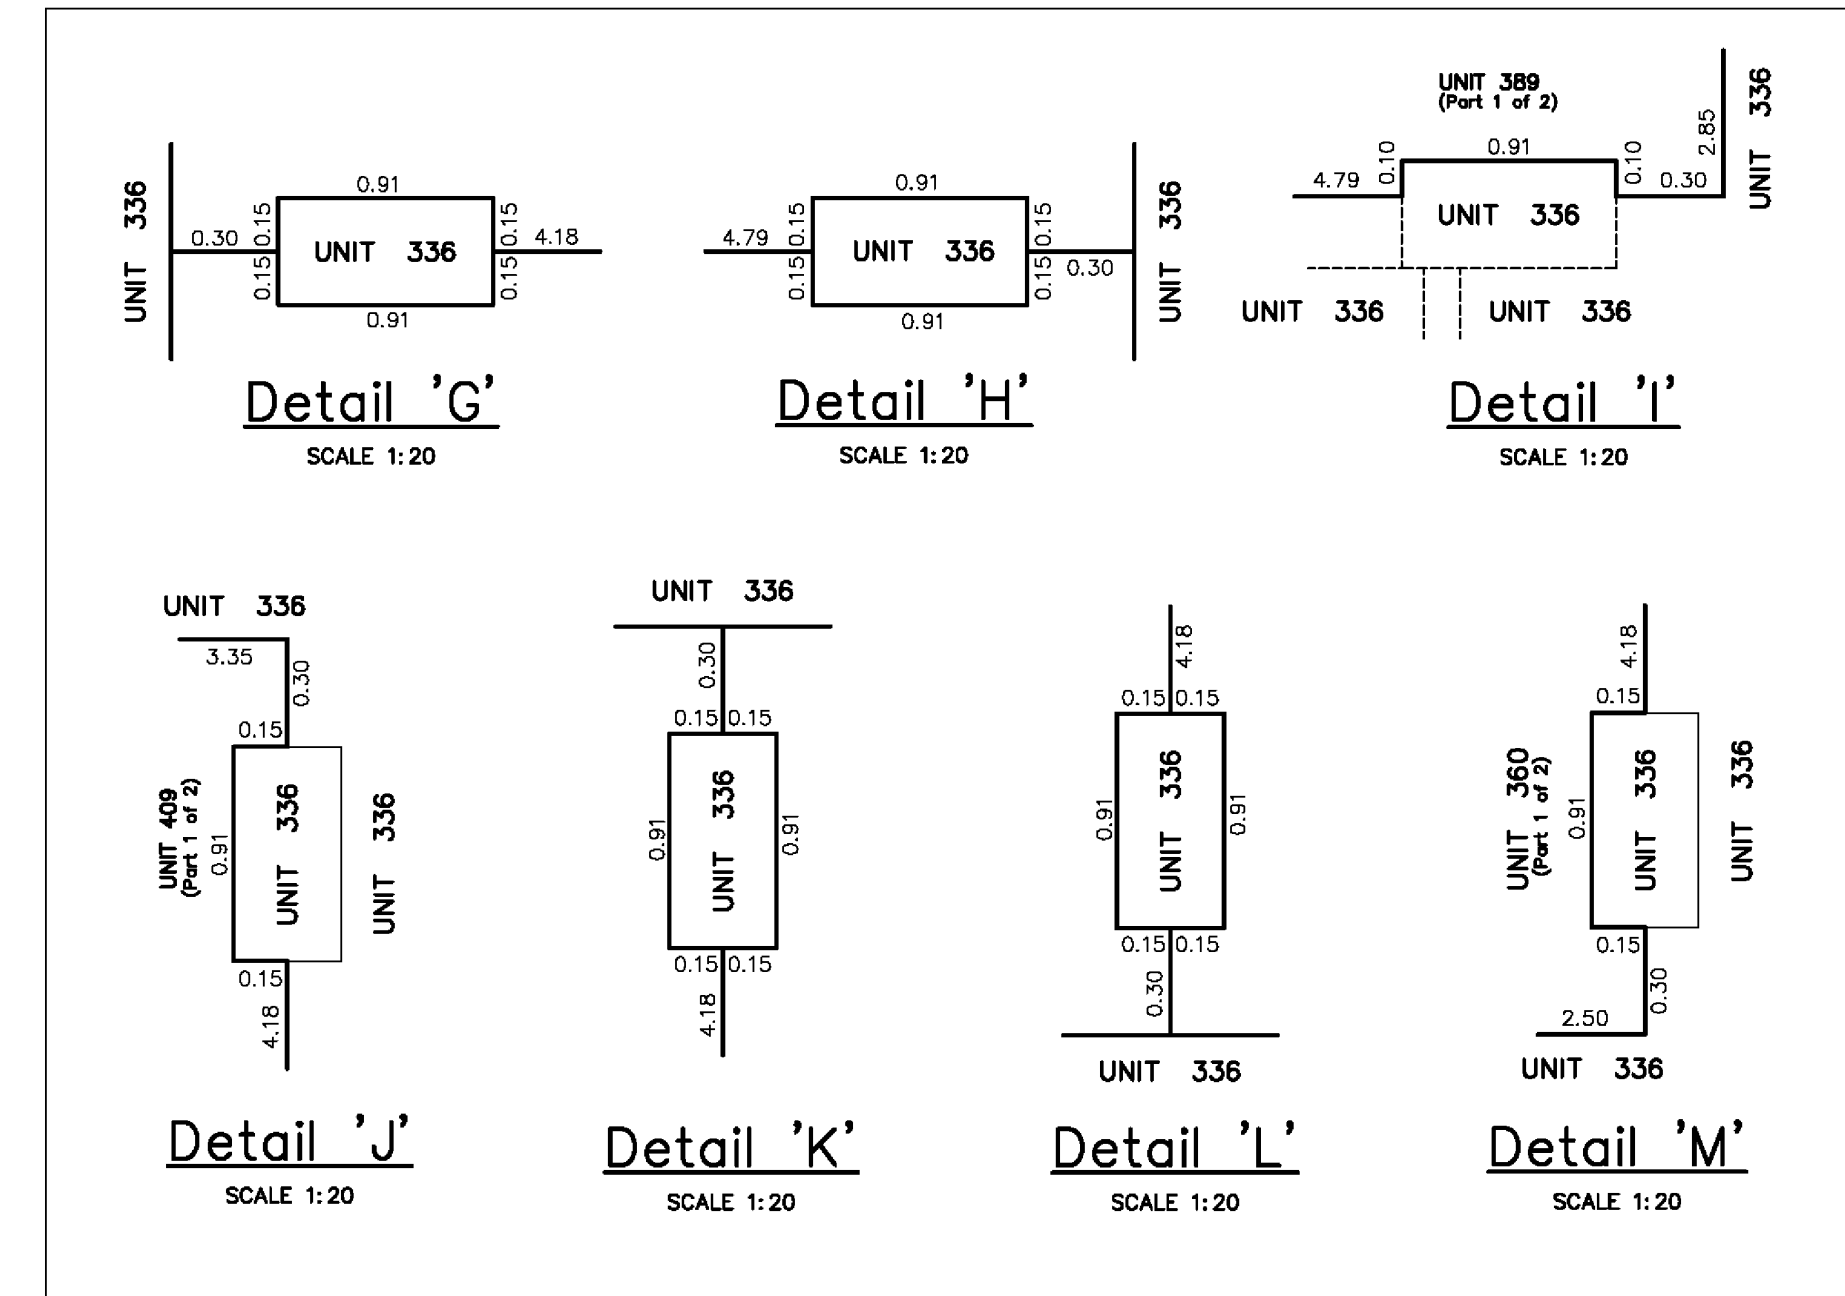 UNIT 336
0.91
0.30
0.15
0.15
UNIT 336
0.15
0.15
4.18
0.91
Detail 'G'
SCALE 1:20
0.91
4.79
0.15
0.15
UNIT 336
0.15
0.15
0.30
0.91
UNIT 336
Detail 'H'
SCALE 1:20
UNIT 389
(Part 1 of 2)
0.91
4.79
0.10
0.10
0.30
2.85
UNIT 336
UNIT 336
UNIT 336
UNIT 336
Detail 'I'
SCALE 1:20
UNIT 336
3.35
0.30
0.15
UNIT 409
(Part 1 of 2)
0.91
UNIT 336
UNIT 336
0.15
4.18
Detail 'J'
SCALE 1:20
UNIT 336
0.30
0.15 0.15
0.91
UNIT 336
0.91
0.15 0.15
4.18
Detail 'K'
SCALE 1:20
4.18
0.15 0.15
0.91
UNIT 336
0.91
0.15 0.15
0.30
UNIT 336
Detail 'L'
SCALE 1:20
4.18
0.15
UNIT 360
(Part 1 of 2)
0.91
UNIT 336
UNIT 336
0.15
0.30
2.50
UNIT 336
Detail 'M'
SCALE 1:20